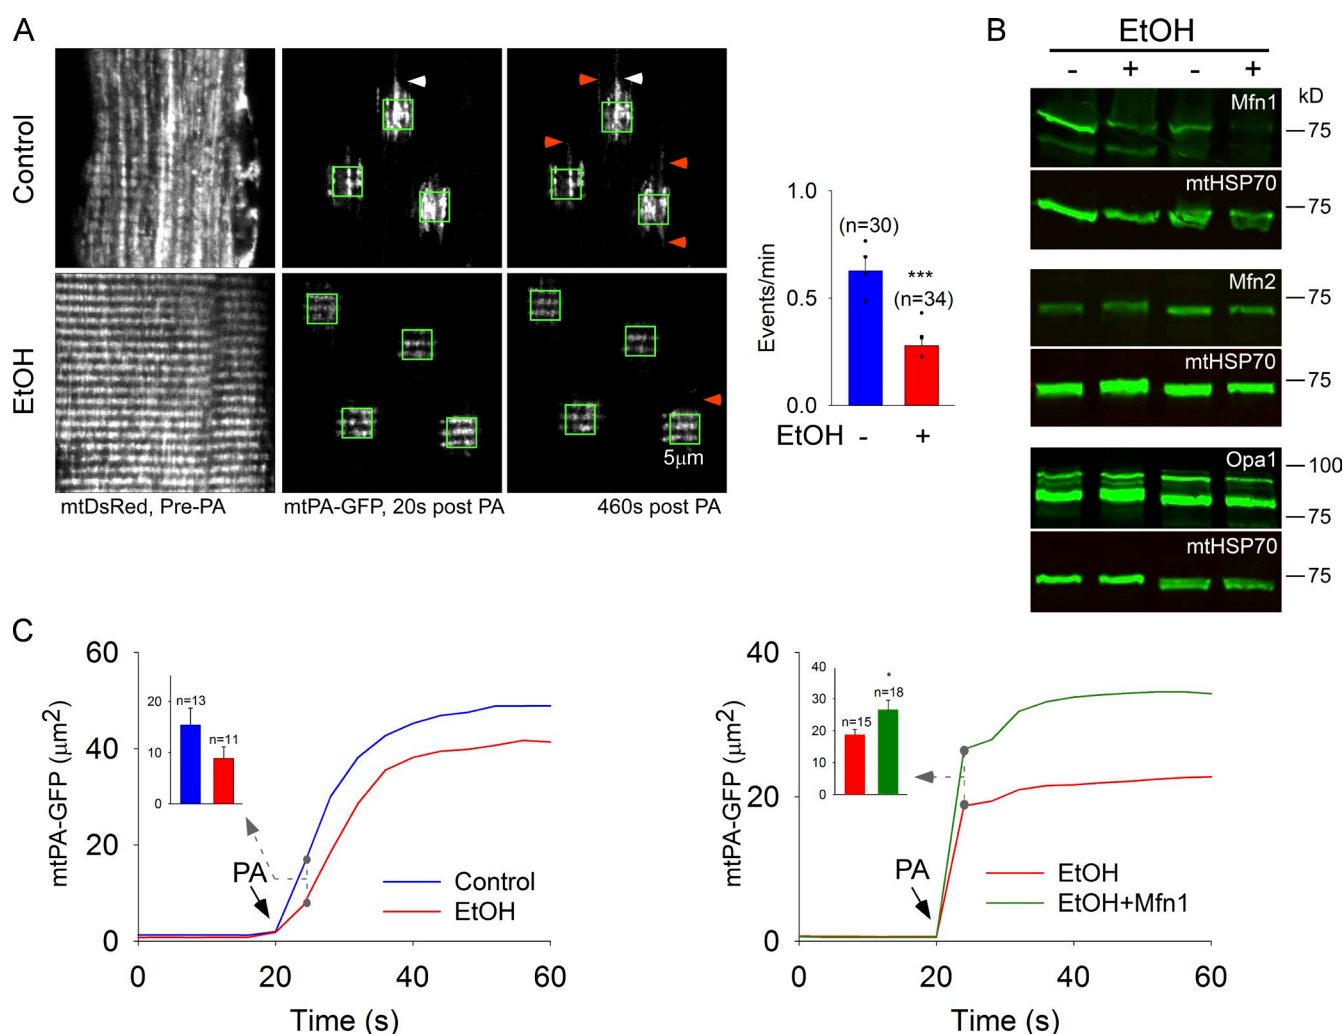 A
Control
EtOH
mtDsRed, Pre-PA
mtPA-GFP, 20s post PA
460s post PA
5μm
Events/min
1.0
0.5
0.0
(n=30)
***
(n=34)
EtOH - +
B
EtOH
- + - +
kD
Mfn1
75
mtHSP70
75
Mfn2
75
mtHSP70
75
Opa1
100
75
mtHSP70
75
C
mtPA-GFP (μm²)
60
40
20
0
20
10
0
n=13
n=11
PA
Control
EtOH
0 20 40 60
Time (s)
mtPA-GFP (μm²)
40
20
0
40
30
20
10
0
n=15
*
n=18
PA
EtOH
EtOH+Mfn1
0 20 40 60
Time (s)